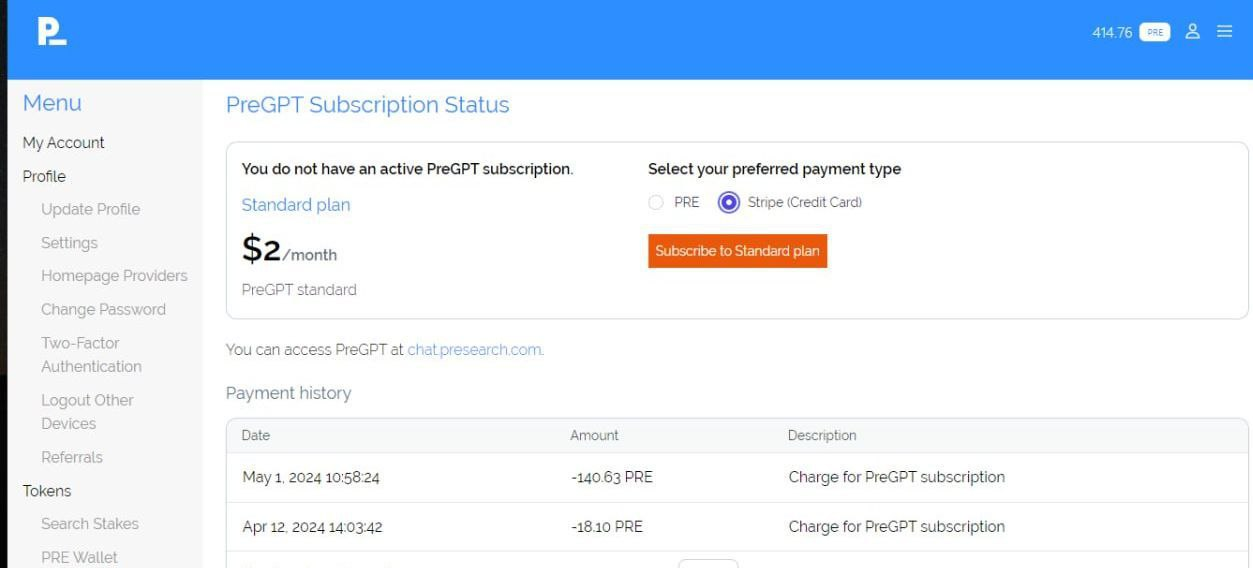 P_
414.76 PRE
Menu
My Account
Profile
Update Profile
Settings
Homepage Providers
Change Password
Two-Factor
Authentication
Logout Other
Devices
Referrals
Tokens
Search Stakes
PRE Wallet
PreGPT Subscription Status
You do not have an active PreGPT subscription.
Standard plan
$2/month
PreGPT standard
Select your preferred payment type
PRE Stripe (Credit Card)
Subscribe to Standard plan
You can access PreGPT at chat.presearch.com.
Payment history
Date Amount Description
May 1, 2024 10:58:24 -140.63 PRE Charge for PreGPT subscription
Apr 12, 2024 14:03:42 -18.10 PRE Charge for PreGPT subscription